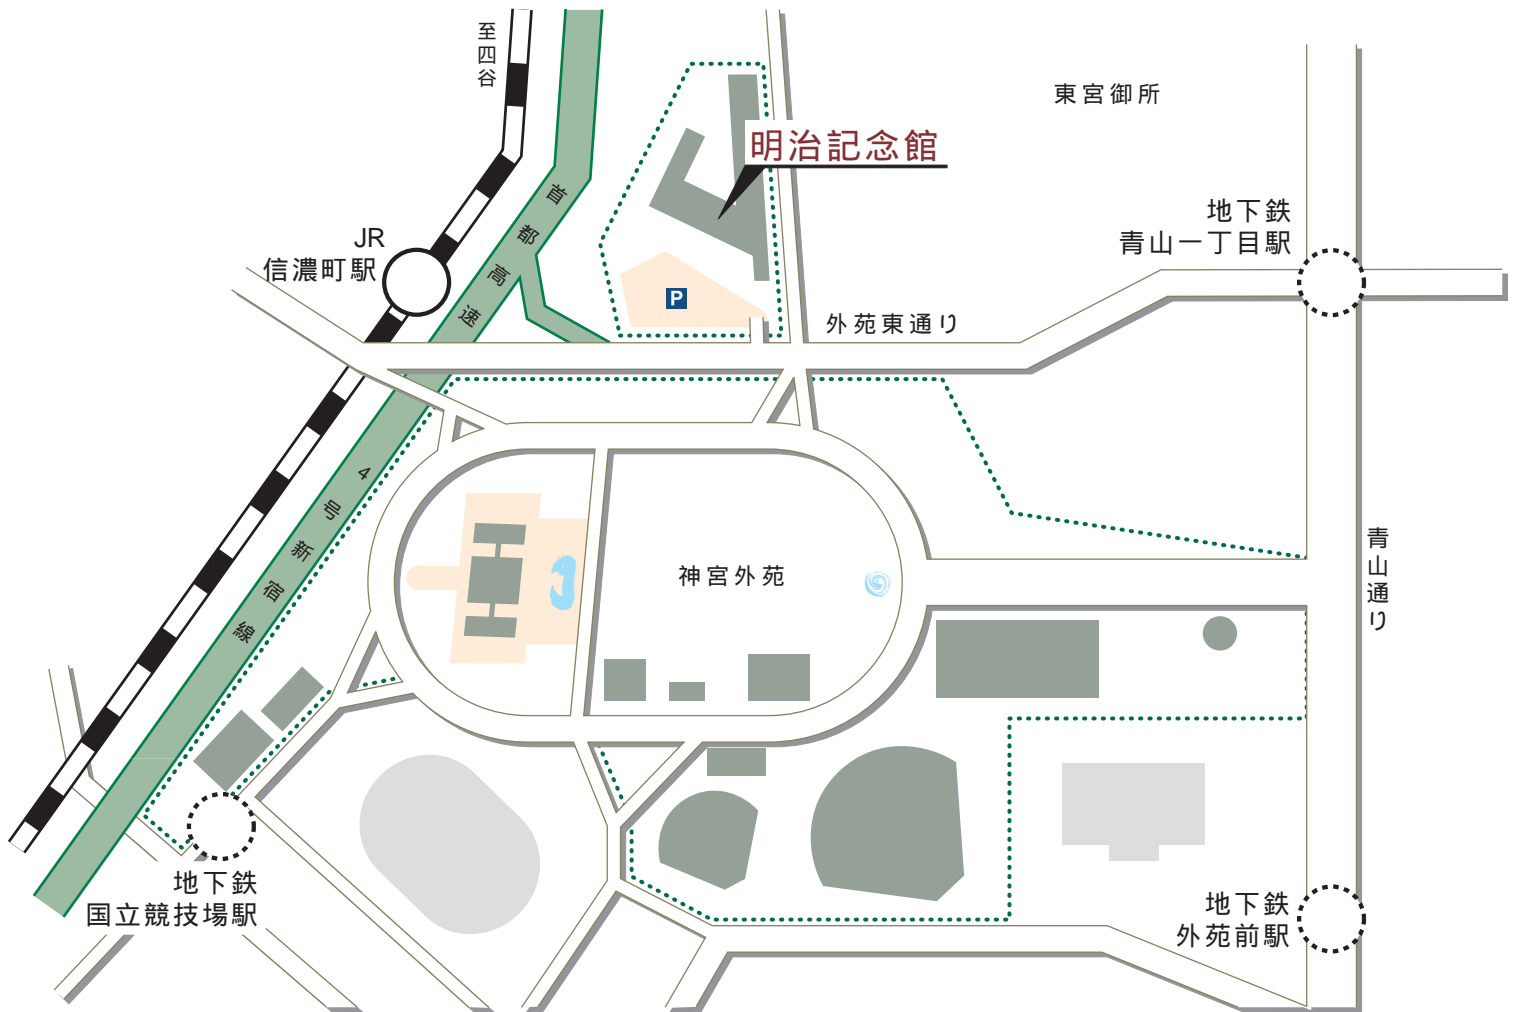 至四谷
東宮御所
明治記念館
地下鉄
青山一丁目駅
JR
信濃町駅
首都高速
P
外苑東通り
4号新宿線
青山通り
神宮外苑
地下鉄
国立競技場駅
地下鉄
外苑前駅